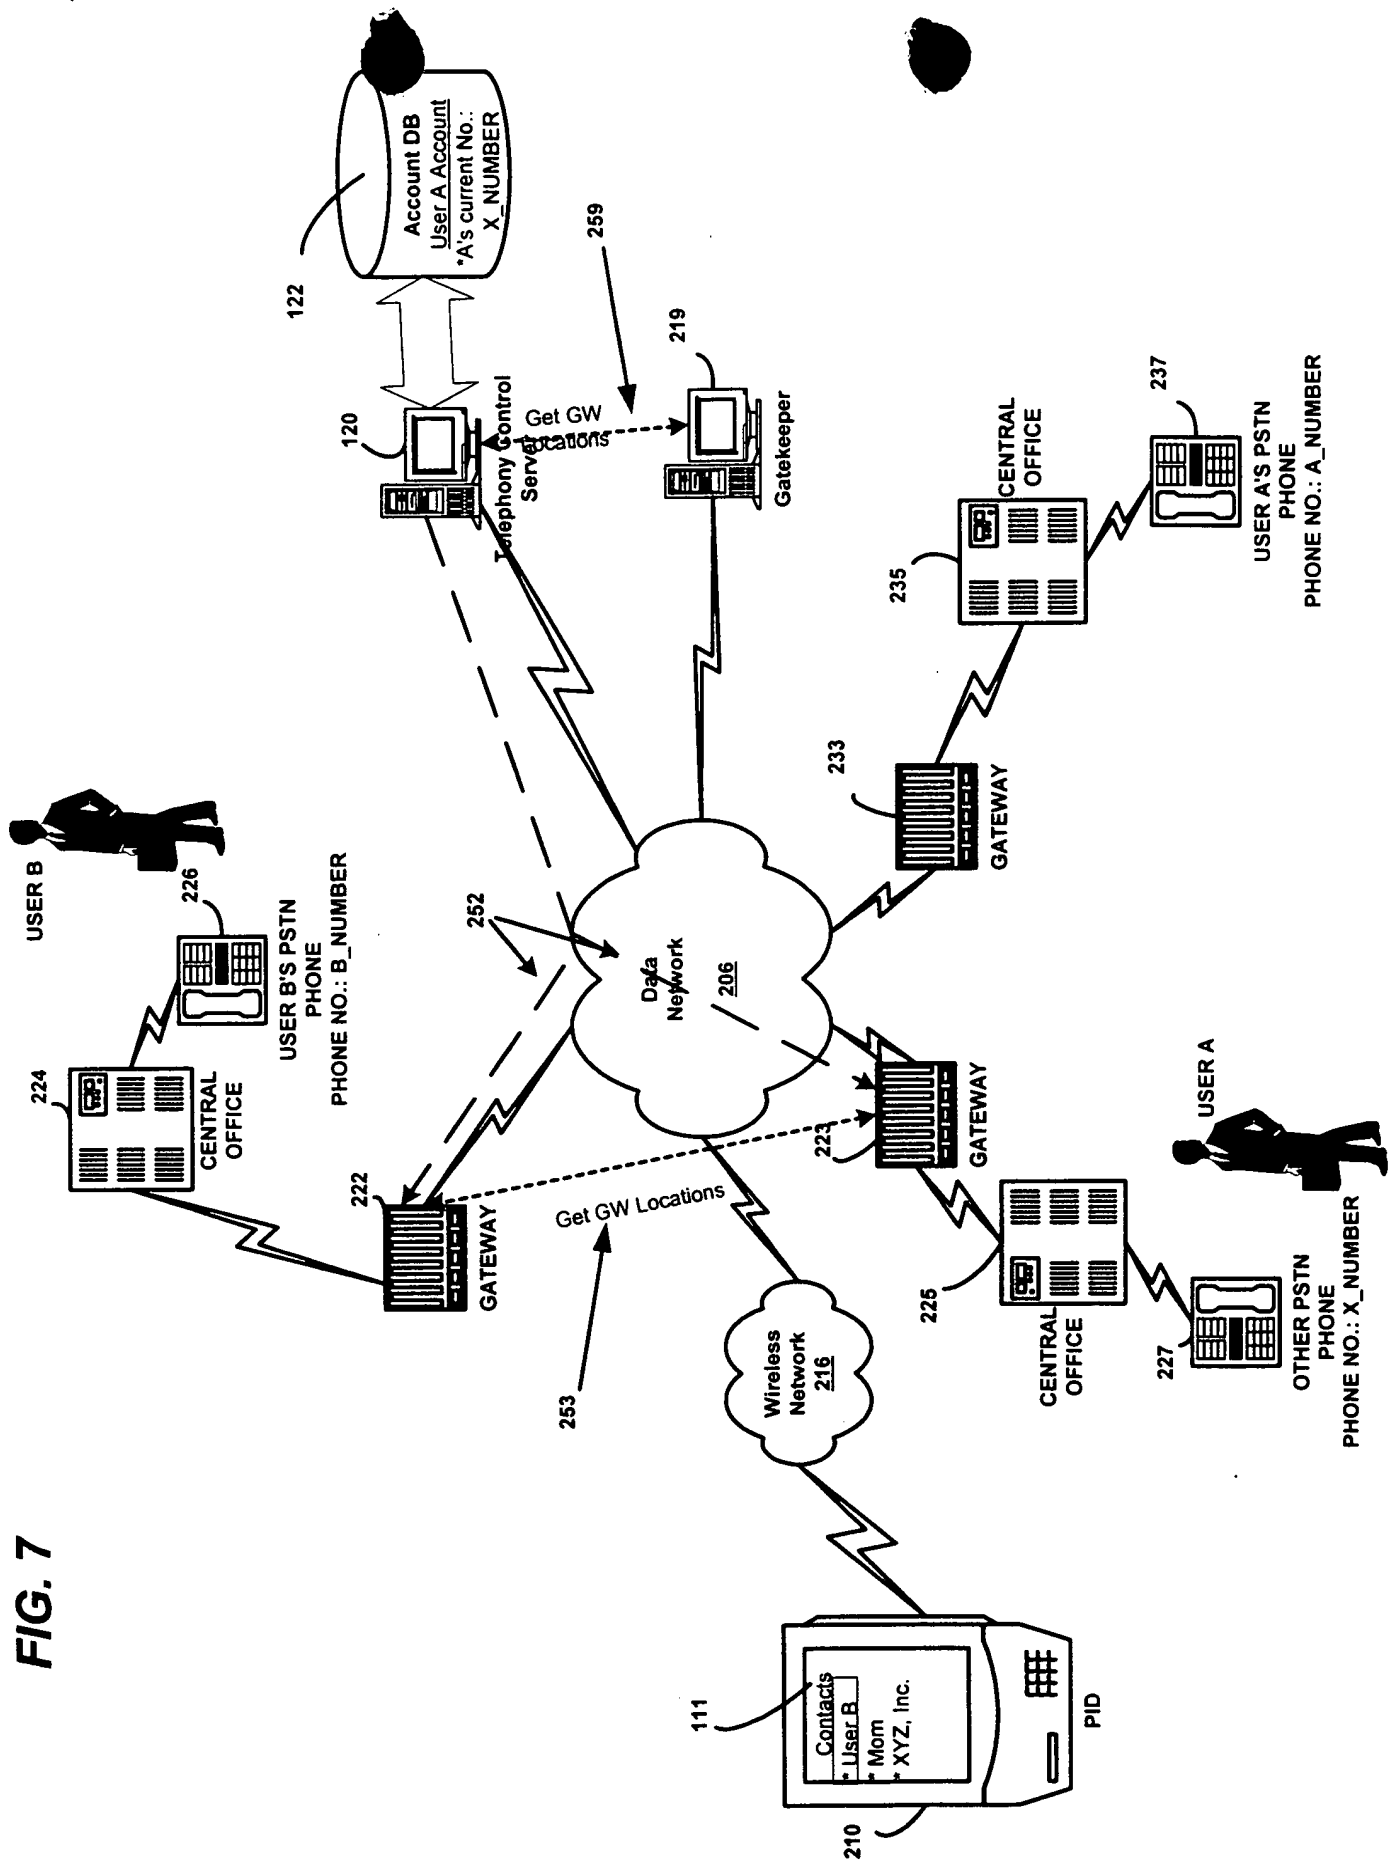 FIG. 7
USER B
226
USER B'S PSTN
PHONE
PHONE NO.: B_NUMBER
224
CENTRAL
OFFICE
222
GATEWAY
252
122
Account DB
User A Account
*A's current No.:
X_NUMBER
120
Telephony Control
Server
Get GW
Locations
259
219
Gatekeeper
Data
Network
206
253
Get GW Locations
Wireless
Network
216
111
Contacts
* User B
* Mom
* XYZ, Inc.
210
PID
223
GATEWAY
225
CENTRAL
OFFICE
227
OTHER PSTN
PHONE
PHONE NO.: X_NUMBER
USER A
233
GATEWAY
235
CENTRAL
OFFICE
237
USER A'S PSTN
PHONE
PHONE NO.: A_NUMBER